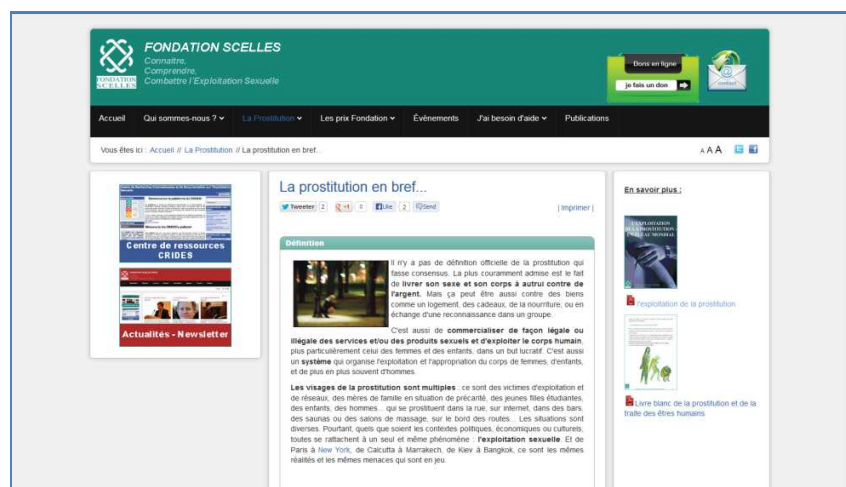 FONDATION SCELLES
Connaitre,
Comprendre,
Combattre l'Exploitation Sexuelle
FONDATION
SCELLES
Dons en ligne
je fais un don
contact
Accueil
Qui sommes-nous ?
La Prostitution
Les prix Fondation
Évènements
J'ai besoin d'aide
Publications
Vous êtes ici : Accueil // La Prostitution // La prostitution en bref...
A A A
Centre de ressources
CRIDES
Actualités - Newsletter
La prostitution en bref...
Tweeter 2 +1 0 Like 2 Send
| Imprimer |
Définition
Il n'y a pas de définition officielle de la prostitution qui
fasse consensus. La plus couramment admise est le fait
de livrer son sexe et son corps à autrui contre de
l'argent. Mais ça peut être aussi contre des biens
comme un logement, des cadeaux, de la nourriture, ou en
échange d'une reconnaissance dans un groupe.
C'est aussi de commercialiser de façon légale ou
illégale des services et/ou des produits sexuels et d'exploiter le corps humain,
plus particulièrement celui des femmes et des enfants, dans un but lucratif. C'est aussi
un système qui organise l'exploitation et l'appropriation du corps de femmes, d'enfants,
et de plus en plus souvent d'hommes.
Les visages de la prostitution sont multiples : ce sont des victimes d'exploitation et
de réseaux, des mères de famille en situation de précarité, des jeunes filles étudiantes,
des enfants, des hommes... qui se prostituent dans la rue, sur internet, dans des bars,
des saunas ou des salons de massage, sur le bord des routes... Les situations sont
diverses. Pourtant, quels que soient les contextes politiques, économiques ou culturels,
toutes se rattachent à un seul et même phénomène : l'exploitation sexuelle. Et de
Paris à New York, de Calcutta à Marrakech, de Kiev à Bangkok, ce sont les mêmes
réalités et les mêmes menaces qui sont en jeu.
En savoir plus :
L'EXPLOITATION
DE LA PROSTITUTION
UN FLÉAU MONDIAL
l'exploitation de la prostitution
Livre blanc de la prostitution et de la
traite des êtres humains